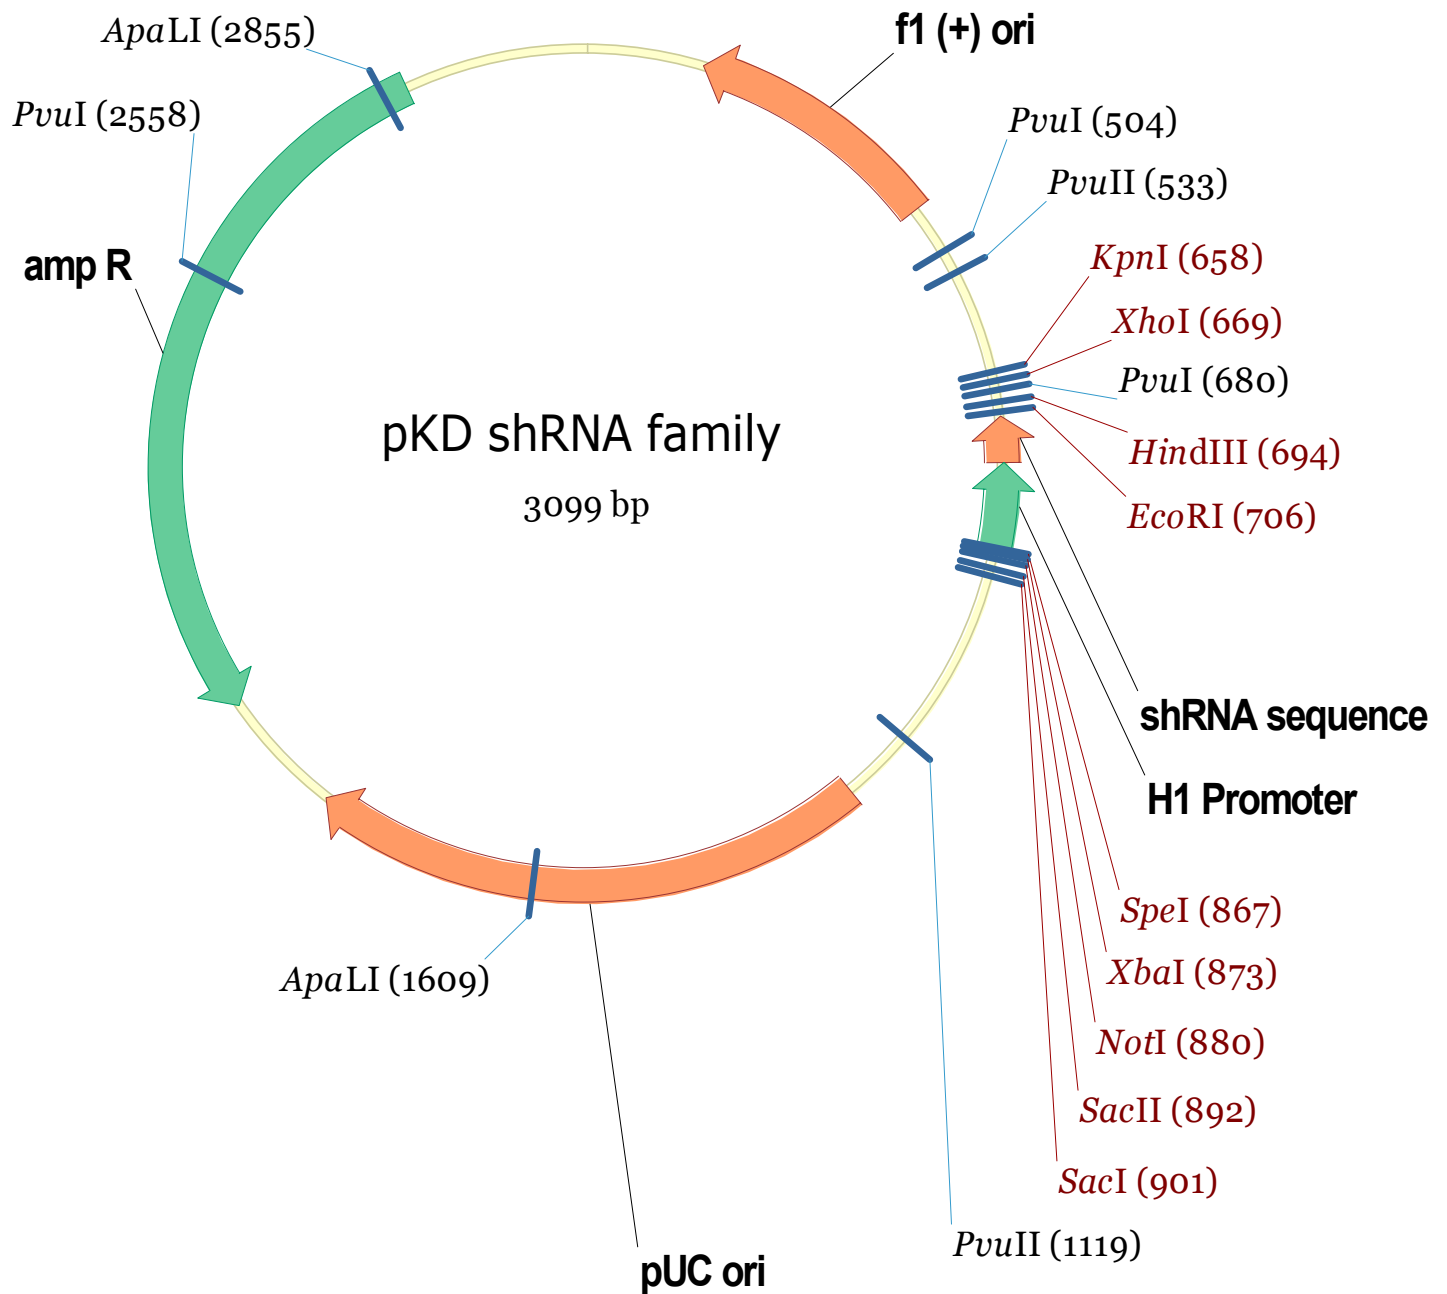 f1 (+) ori
ApaLI (2855)
PvuI (2558)
PvuI (504)
PvuII (533)
KpnI (658)
amp R
XhoI (669)
PvuI (680)
pKD shRNA family
HindIII (694)
3099 bp
EcoRI (706)
shRNA sequence
H1 Promoter
SpeI (867)
XbaI (873)
ApaLI (1609)
NotI (880)
SacII (892)
SacI (901)
PvuII (1119)
pUC ori